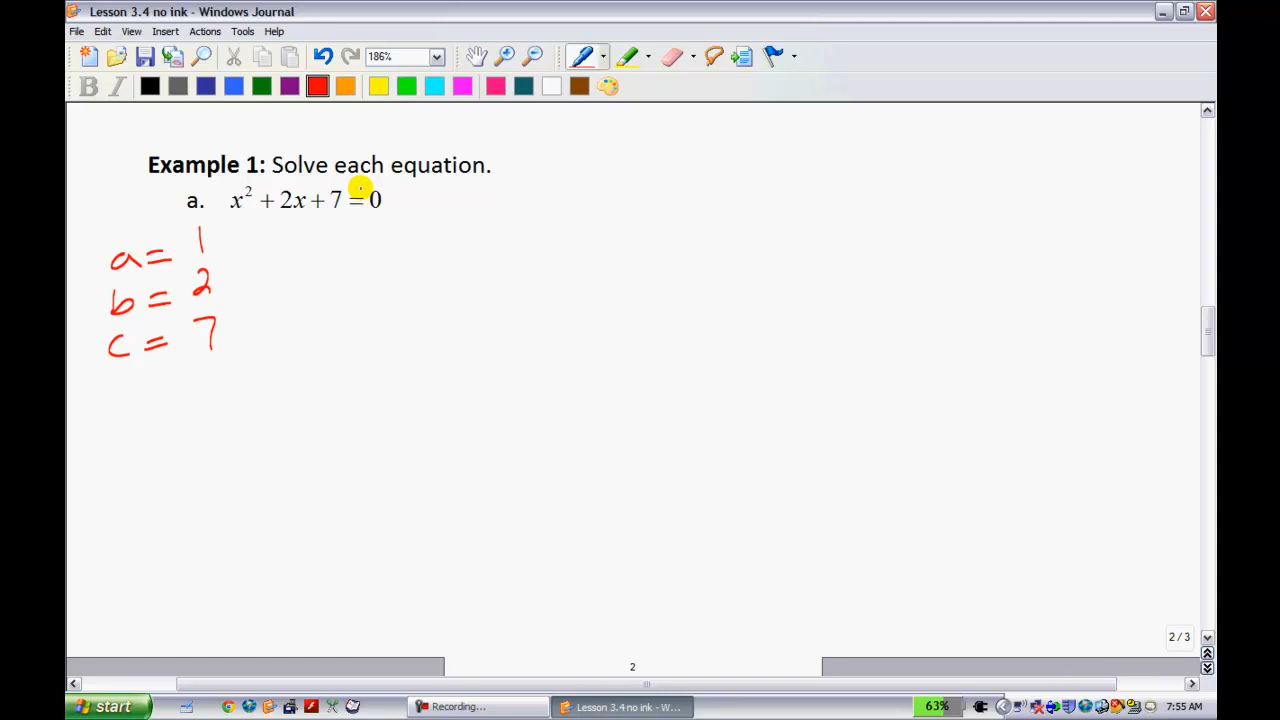 Lesson 3.4 no ink - Windows Journal
File Edit View Insert Actions Tools Help
186%
B I
Example 1: Solve each equation.
a. x² + 2x + 7 = 0
a = 1
b = 2
c = 7
2 / 3
2
start Recording... Lesson 3.4 no ink - W... 63% 7:55 AM